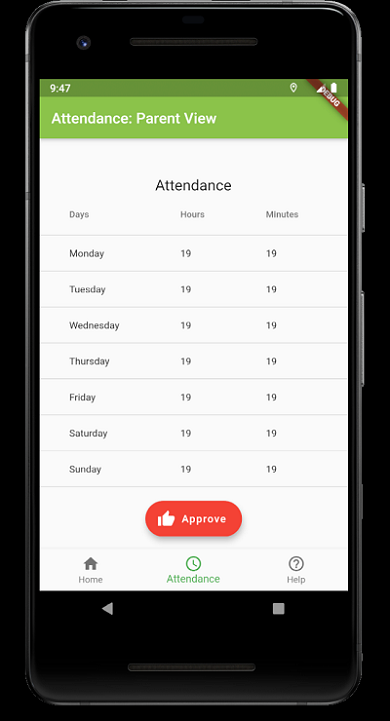 9:47
DEBUG
Attendance: Parent View
Attendance
Days Hours Minutes
Monday 19 19
Tuesday 19 19
Wednesday 19 19
Thursday 19 19
Friday 19 19
Saturday 19 19
Sunday 19 19
Approve
Home Attendance Help